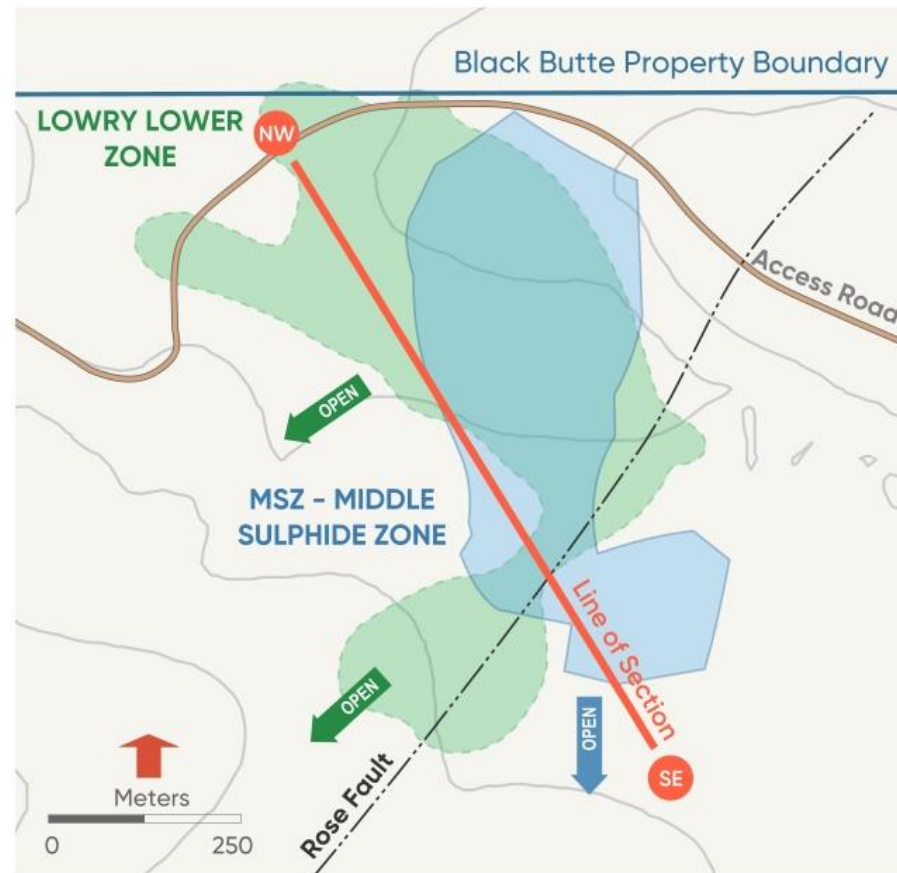 Black Butte Property Boundary
LOWRY LOWER
ZONE
NW
Access Road
OPEN
MSZ - MIDDLE
SULPHIDE ZONE
Line of Section
OPEN
OPEN
SE
Rose Fault
Meters
0 250